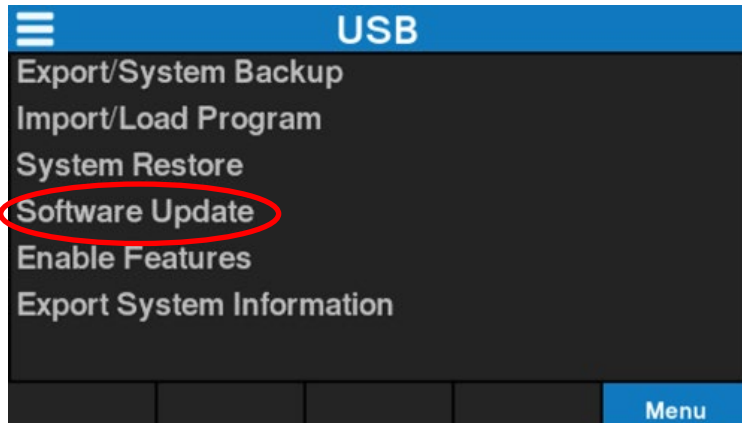 USB
Export/System Backup
Import/Load Program
System Restore
Software Update
Enable Features
Export System Information
Menu